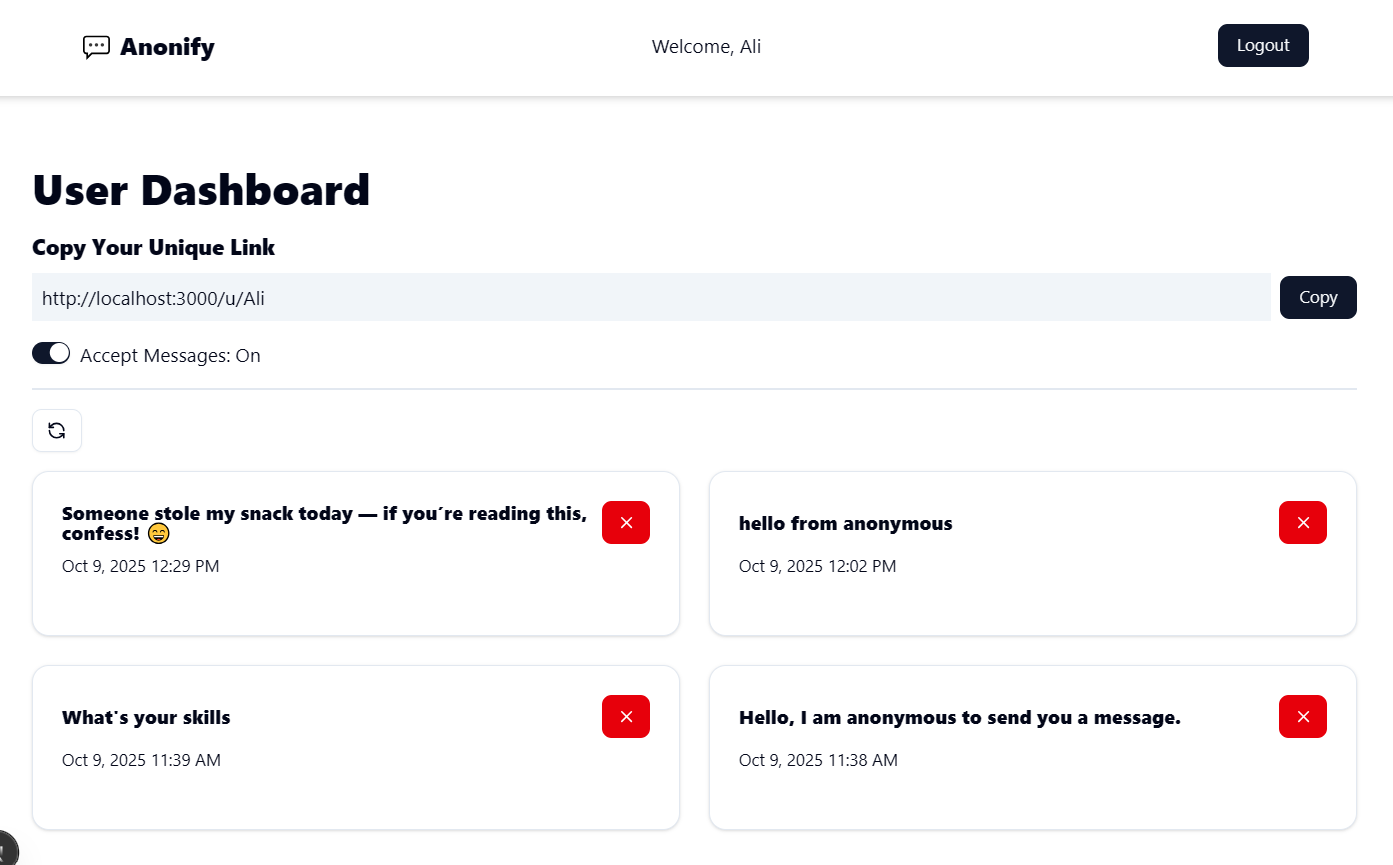 Anonify
Welcome, Ali
Logout
User Dashboard
Copy Your Unique Link
http://localhost:3000/u/Ali
Copy
Accept Messages: On
Someone stole my snack today — if you´re reading this,
confess! 😄
Oct 9, 2025 12:29 PM
hello from anonymous
Oct 9, 2025 12:02 PM
What's your skills
Oct 9, 2025 11:39 AM
Hello, I am anonymous to send you a message.
Oct 9, 2025 11:38 AM